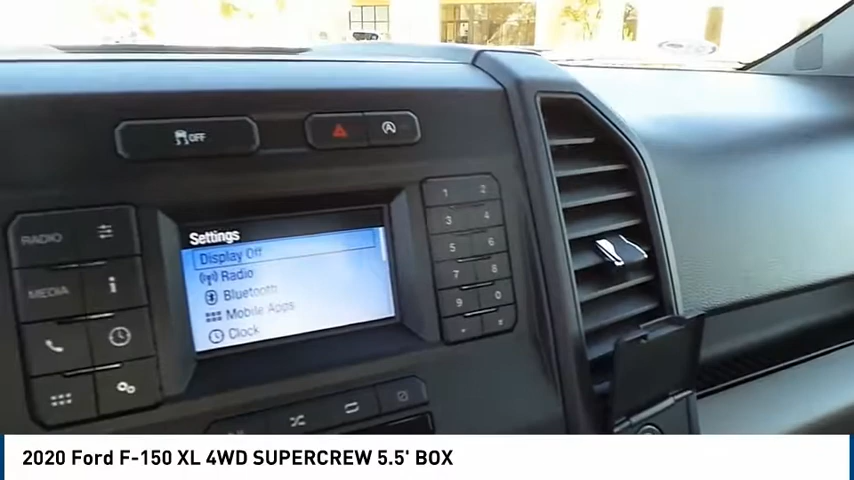 OFF
RADIO
MEDIA
Settings
Display Off
Radio
Bluetooth
Mobile Apps
Clock
1 2
3 4
5 6
7 8
9 0
* #
2020 Ford F-150 XL 4WD SUPERCREW 5.5' BOX